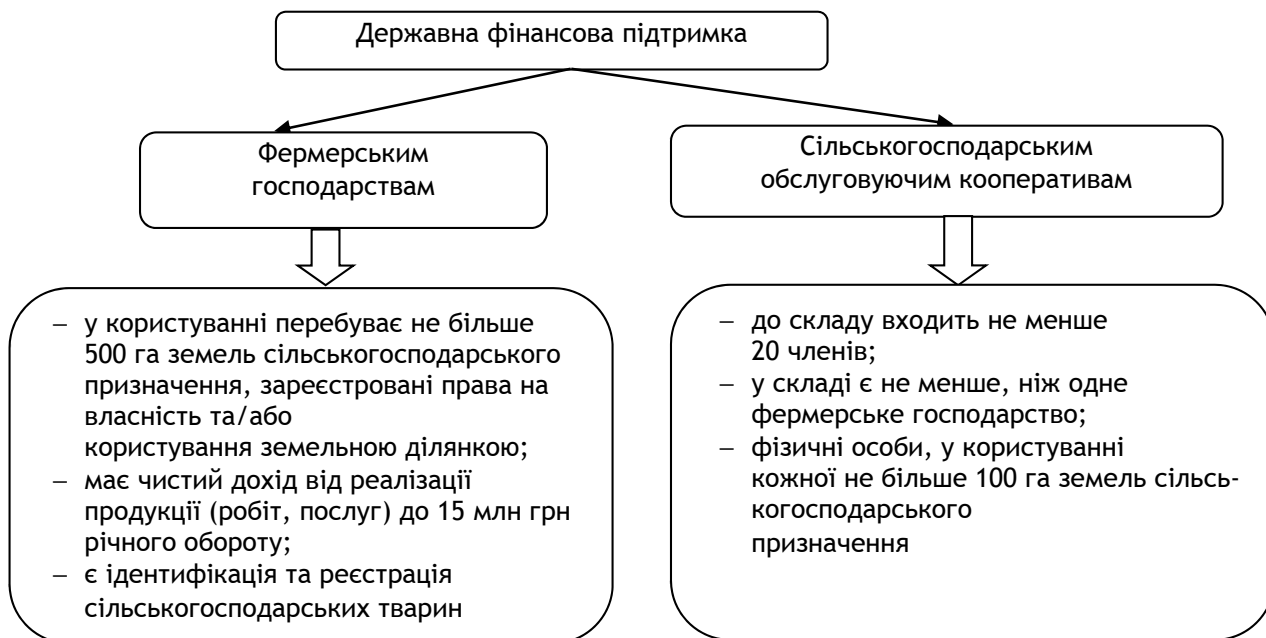 Державна фінансова підтримка
Фермерським
господарствам
Сільськогосподарським
обслуговуючим кооперативам
– у користуванні перебуває не більше
500 га земель сільськогосподарського
призначення, зареєстровані права на
власність та/або
користування земельною ділянкою;
– має чистий дохід від реалізації
продукції (робіт, послуг) до 15 млн грн
річного обороту;
– є ідентифікація та реєстрація
сільськогосподарських тварин
– до складу входить не менше
20 членів;
– у складі є не менше, ніж одне
фермерське господарство;
– фізичні особи, у користуванні
кожної не більше 100 га земель сільсь-
когосподарського
призначення